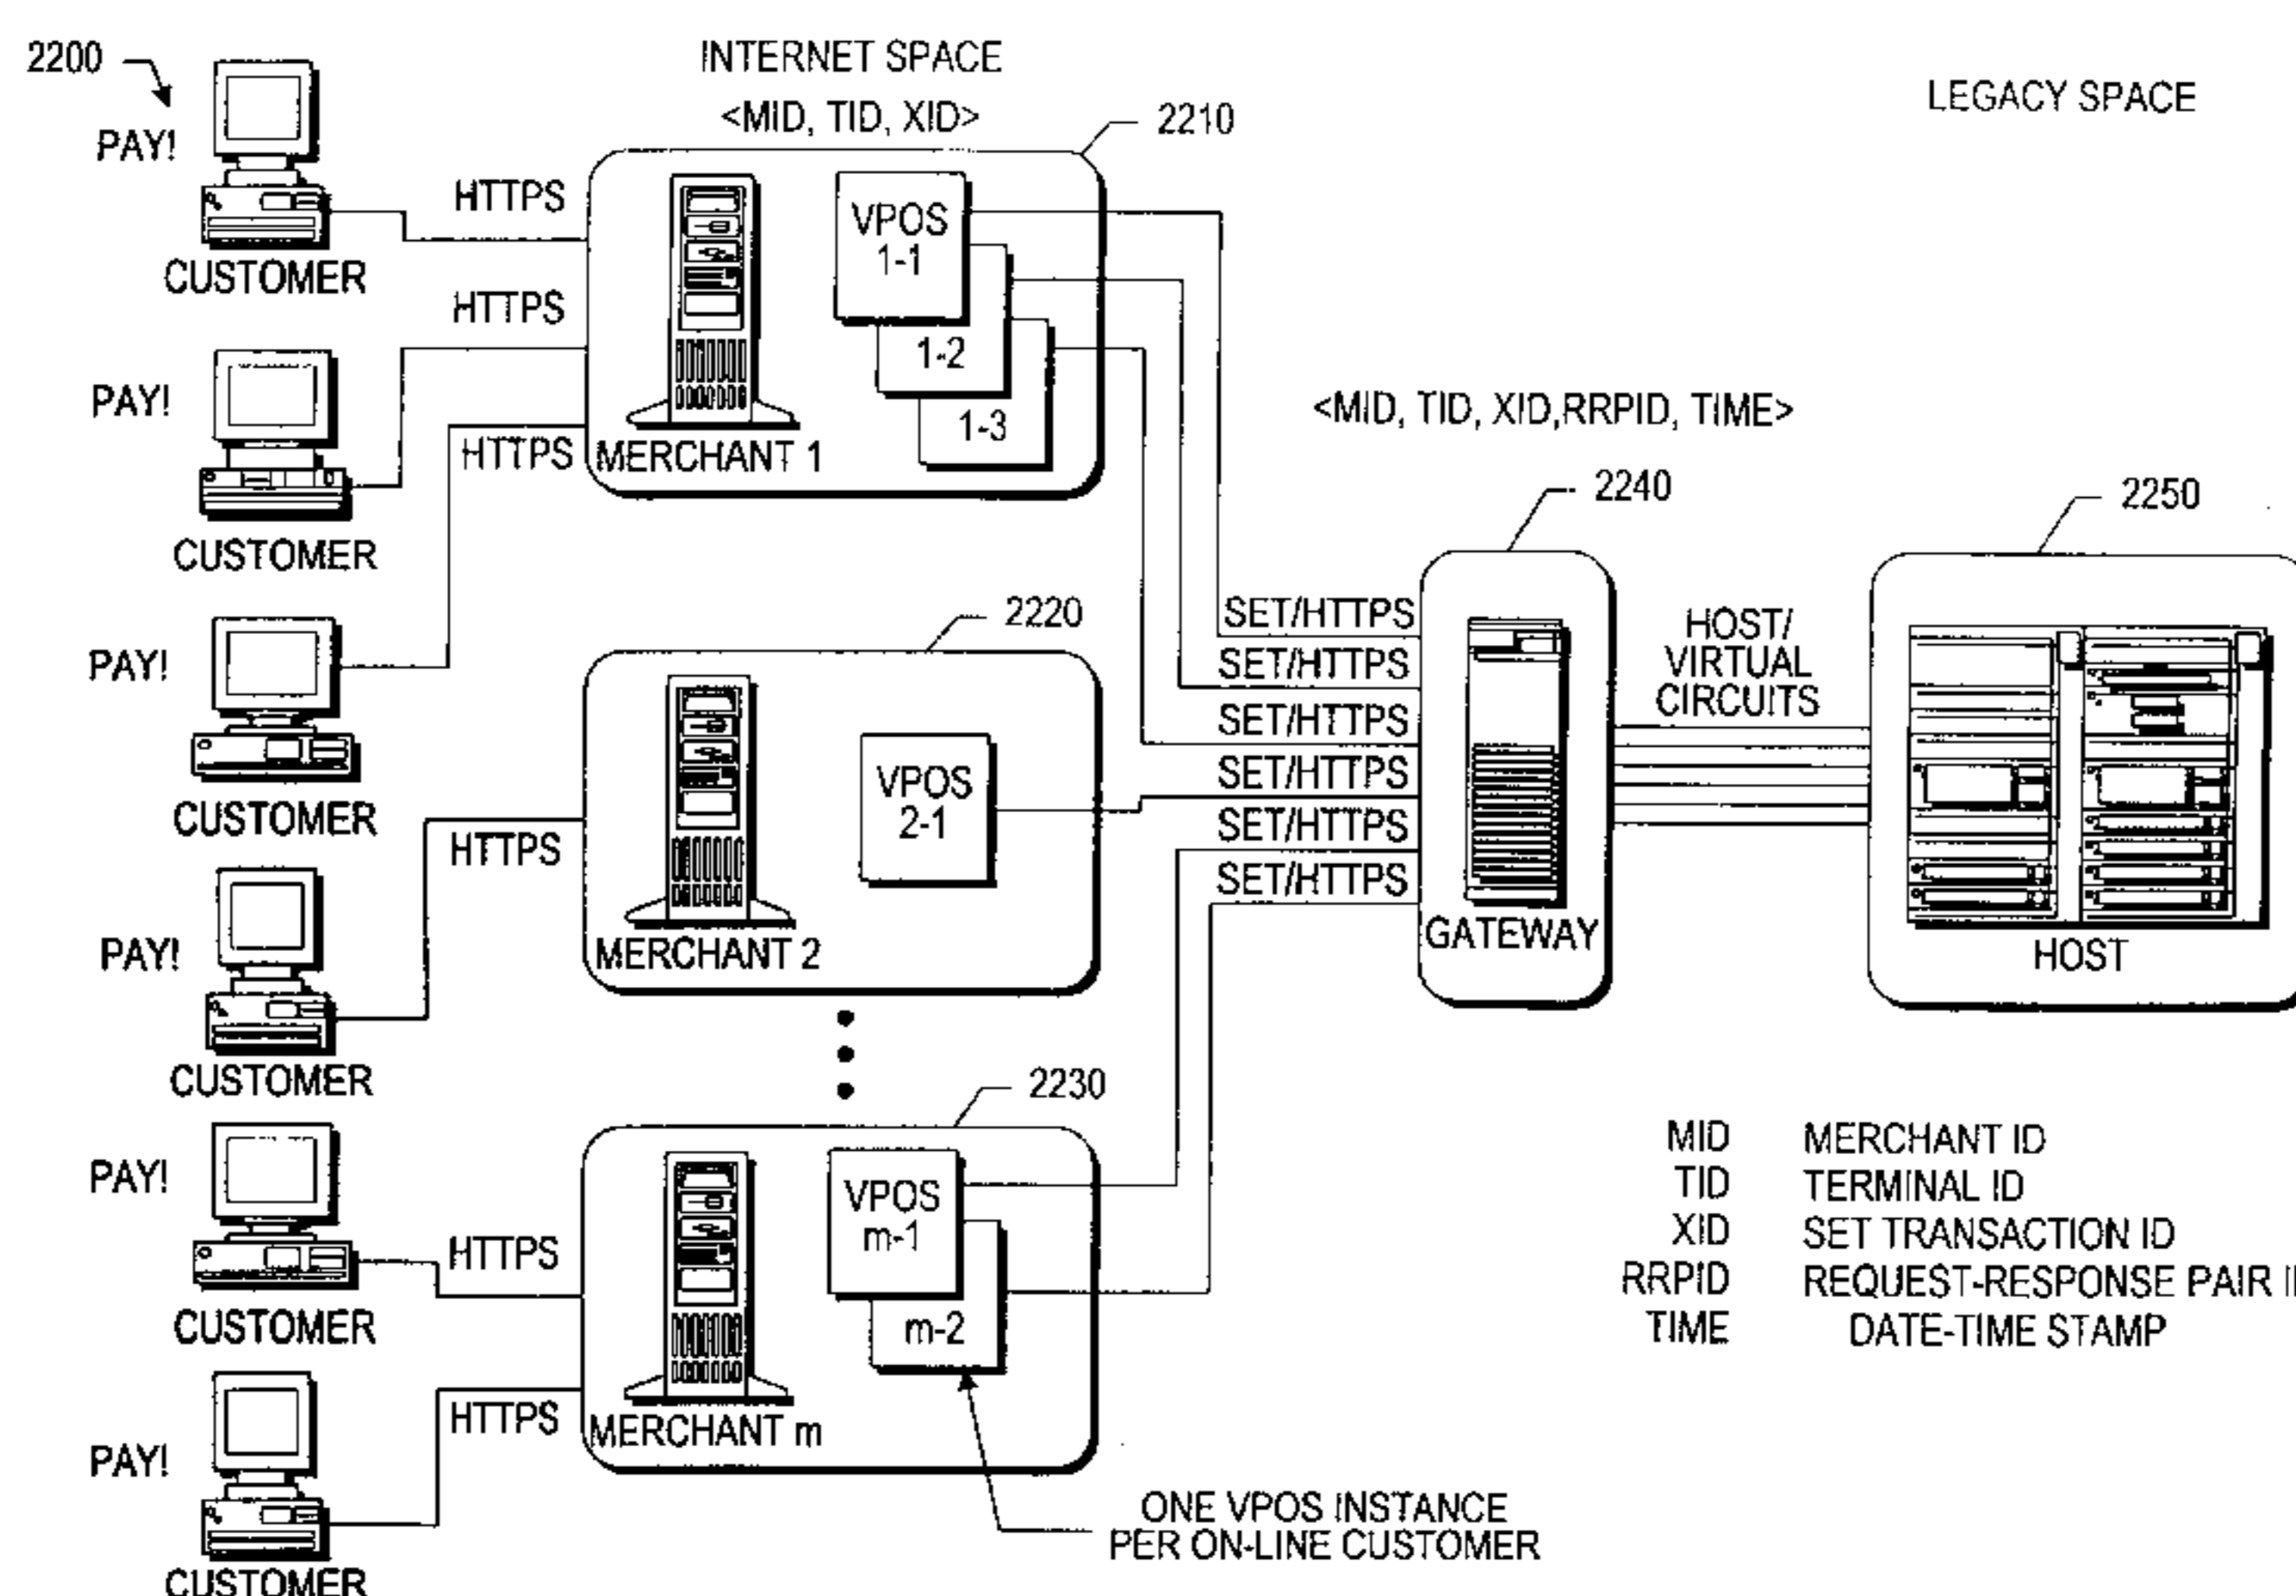 2200
INTERNET SPACE
LEGACY SPACE
<MID, TID, XID>
2210
PAY!
HTTPS
VPOS
1-1
CUSTOMER
HTTPS
1-2
PAY!
1-3
<MID, TID, XID,RRPID, TIME>
HTTPS
MERCHANT 1
2240
2250
CUSTOMER
2220
SET/HTTPS
HOST/
VIRTUAL
CIRCUITS
PAY!
SET/HTTPS
SET/HTTPS
VPOS
2-1
SET/HTTPS
CUSTOMER
HTTPS
SET/HTTPS
SET/HTTPS
PAY!
MERCHANT 2
GATEWAY
HOST
CUSTOMER
2230
MID MERCHANT ID
PAY!
TID TERMINAL ID
VPOS
m-1
XID SET TRANSACTION ID
HTTPS
RRPID REQUEST-RESPONSE PAIR
CUSTOMER
m-2
TIME DATE-TIME STAMP
HTTPS
MERCHANT m
PAY!
ONE VPOS INSTANCE
PER ON-LINE CUSTOMER
CUSTOMER